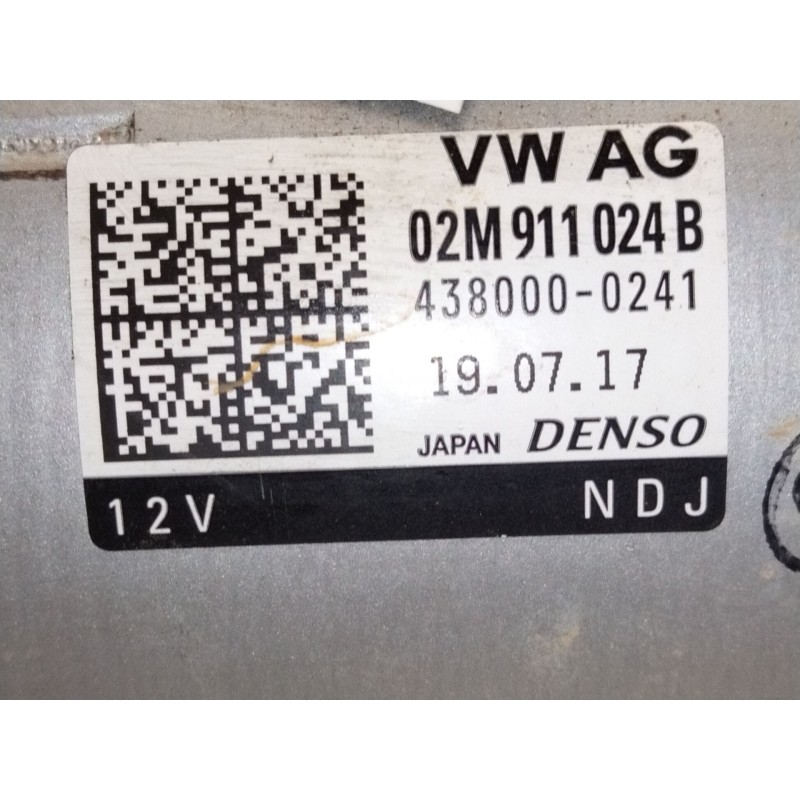 VW AG
02M 911 024 B
438000-0241
19.07.17
JAPAN DENSO
12V NDJ